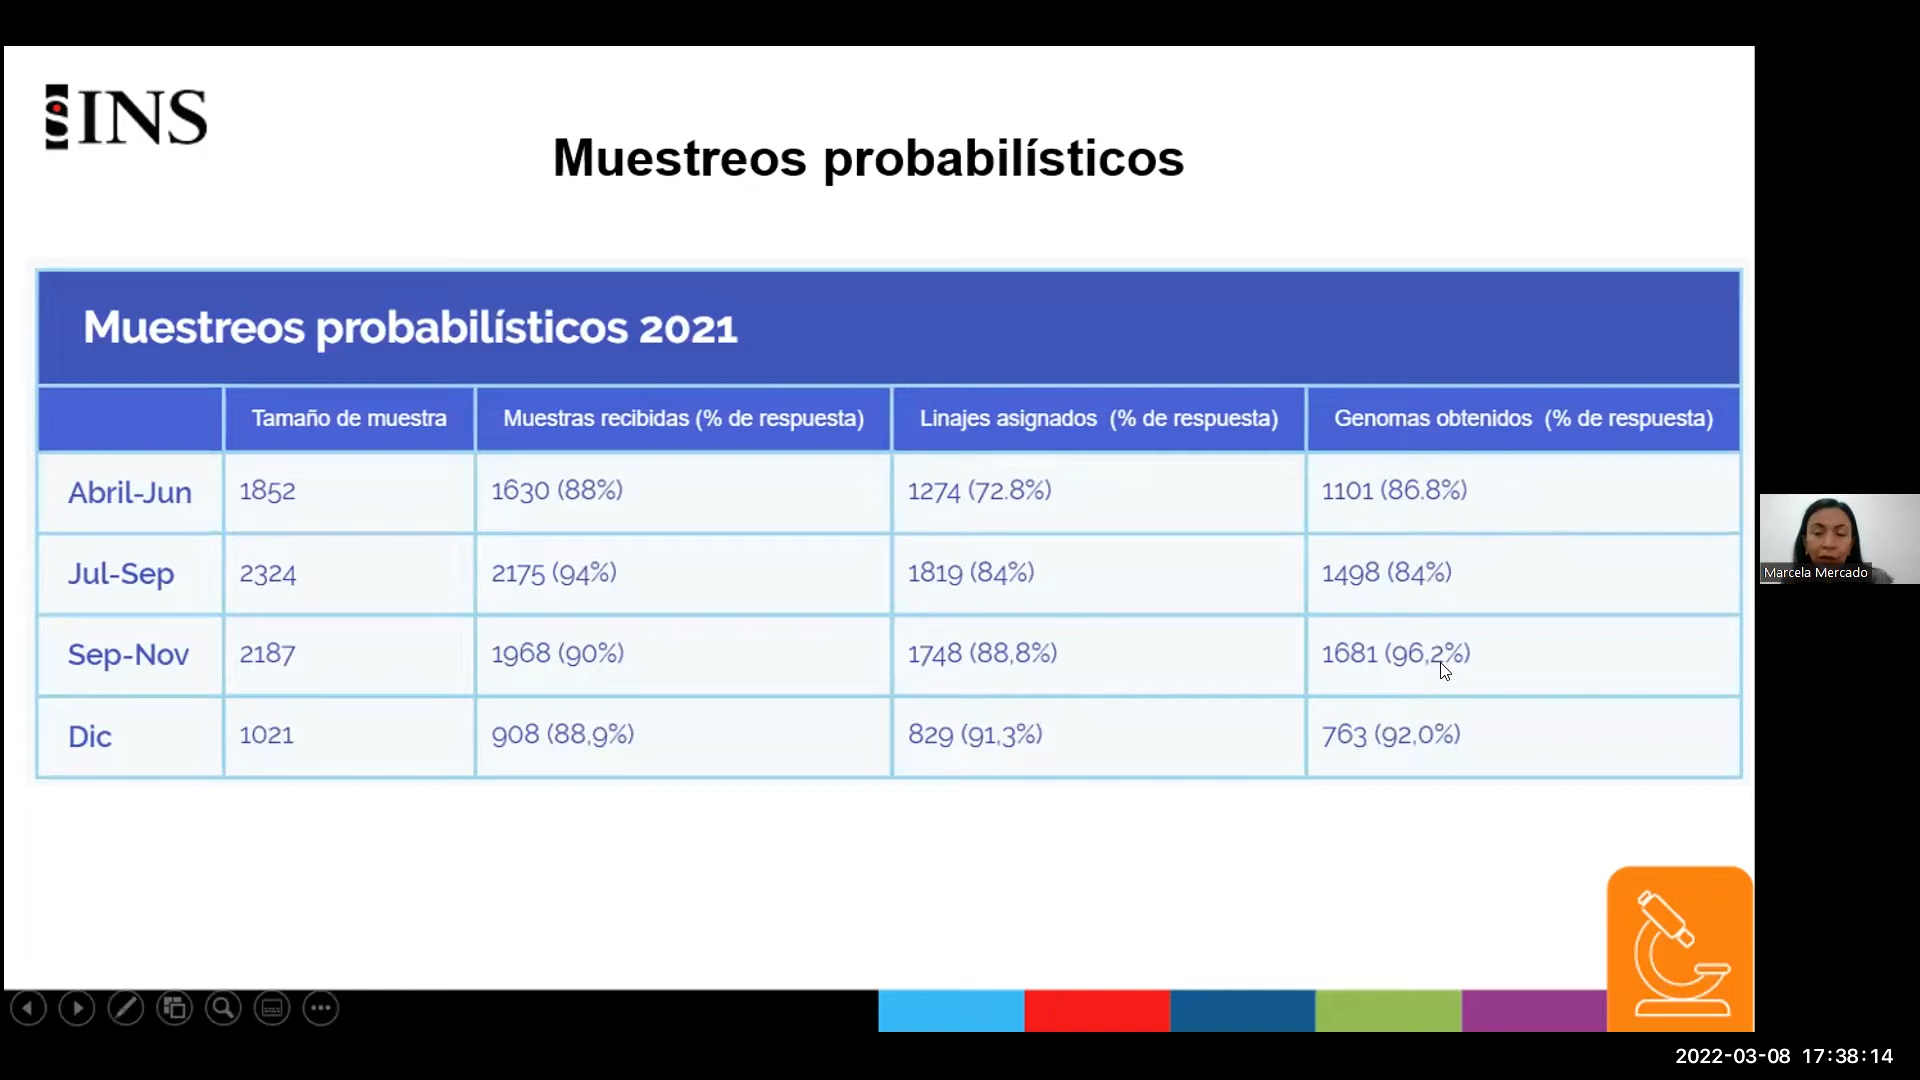 INS
Muestreos probabilísticos
Muestreos probabilísticos 2021
Tamaño de muestra Muestras recibidas (% de respuesta) Linajes asignados (% de respuesta) Genomas obtenidos (% de respuesta)
Abril-Jun 1852 1630 (88%) 1274 (72.8%) 1101 (86.8%)
Jul-Sep 2324 2175 (94%) 1819 (84%) 1498 (84%)
Sep-Nov 2187 1968 (90%) 1748 (88,8%) 1681 (96,2%)
Dic 1021 908 (88,9%) 829 (91,3%) 763 (92,0%)
Marcela Mercado
2022-03-08 17:38:14